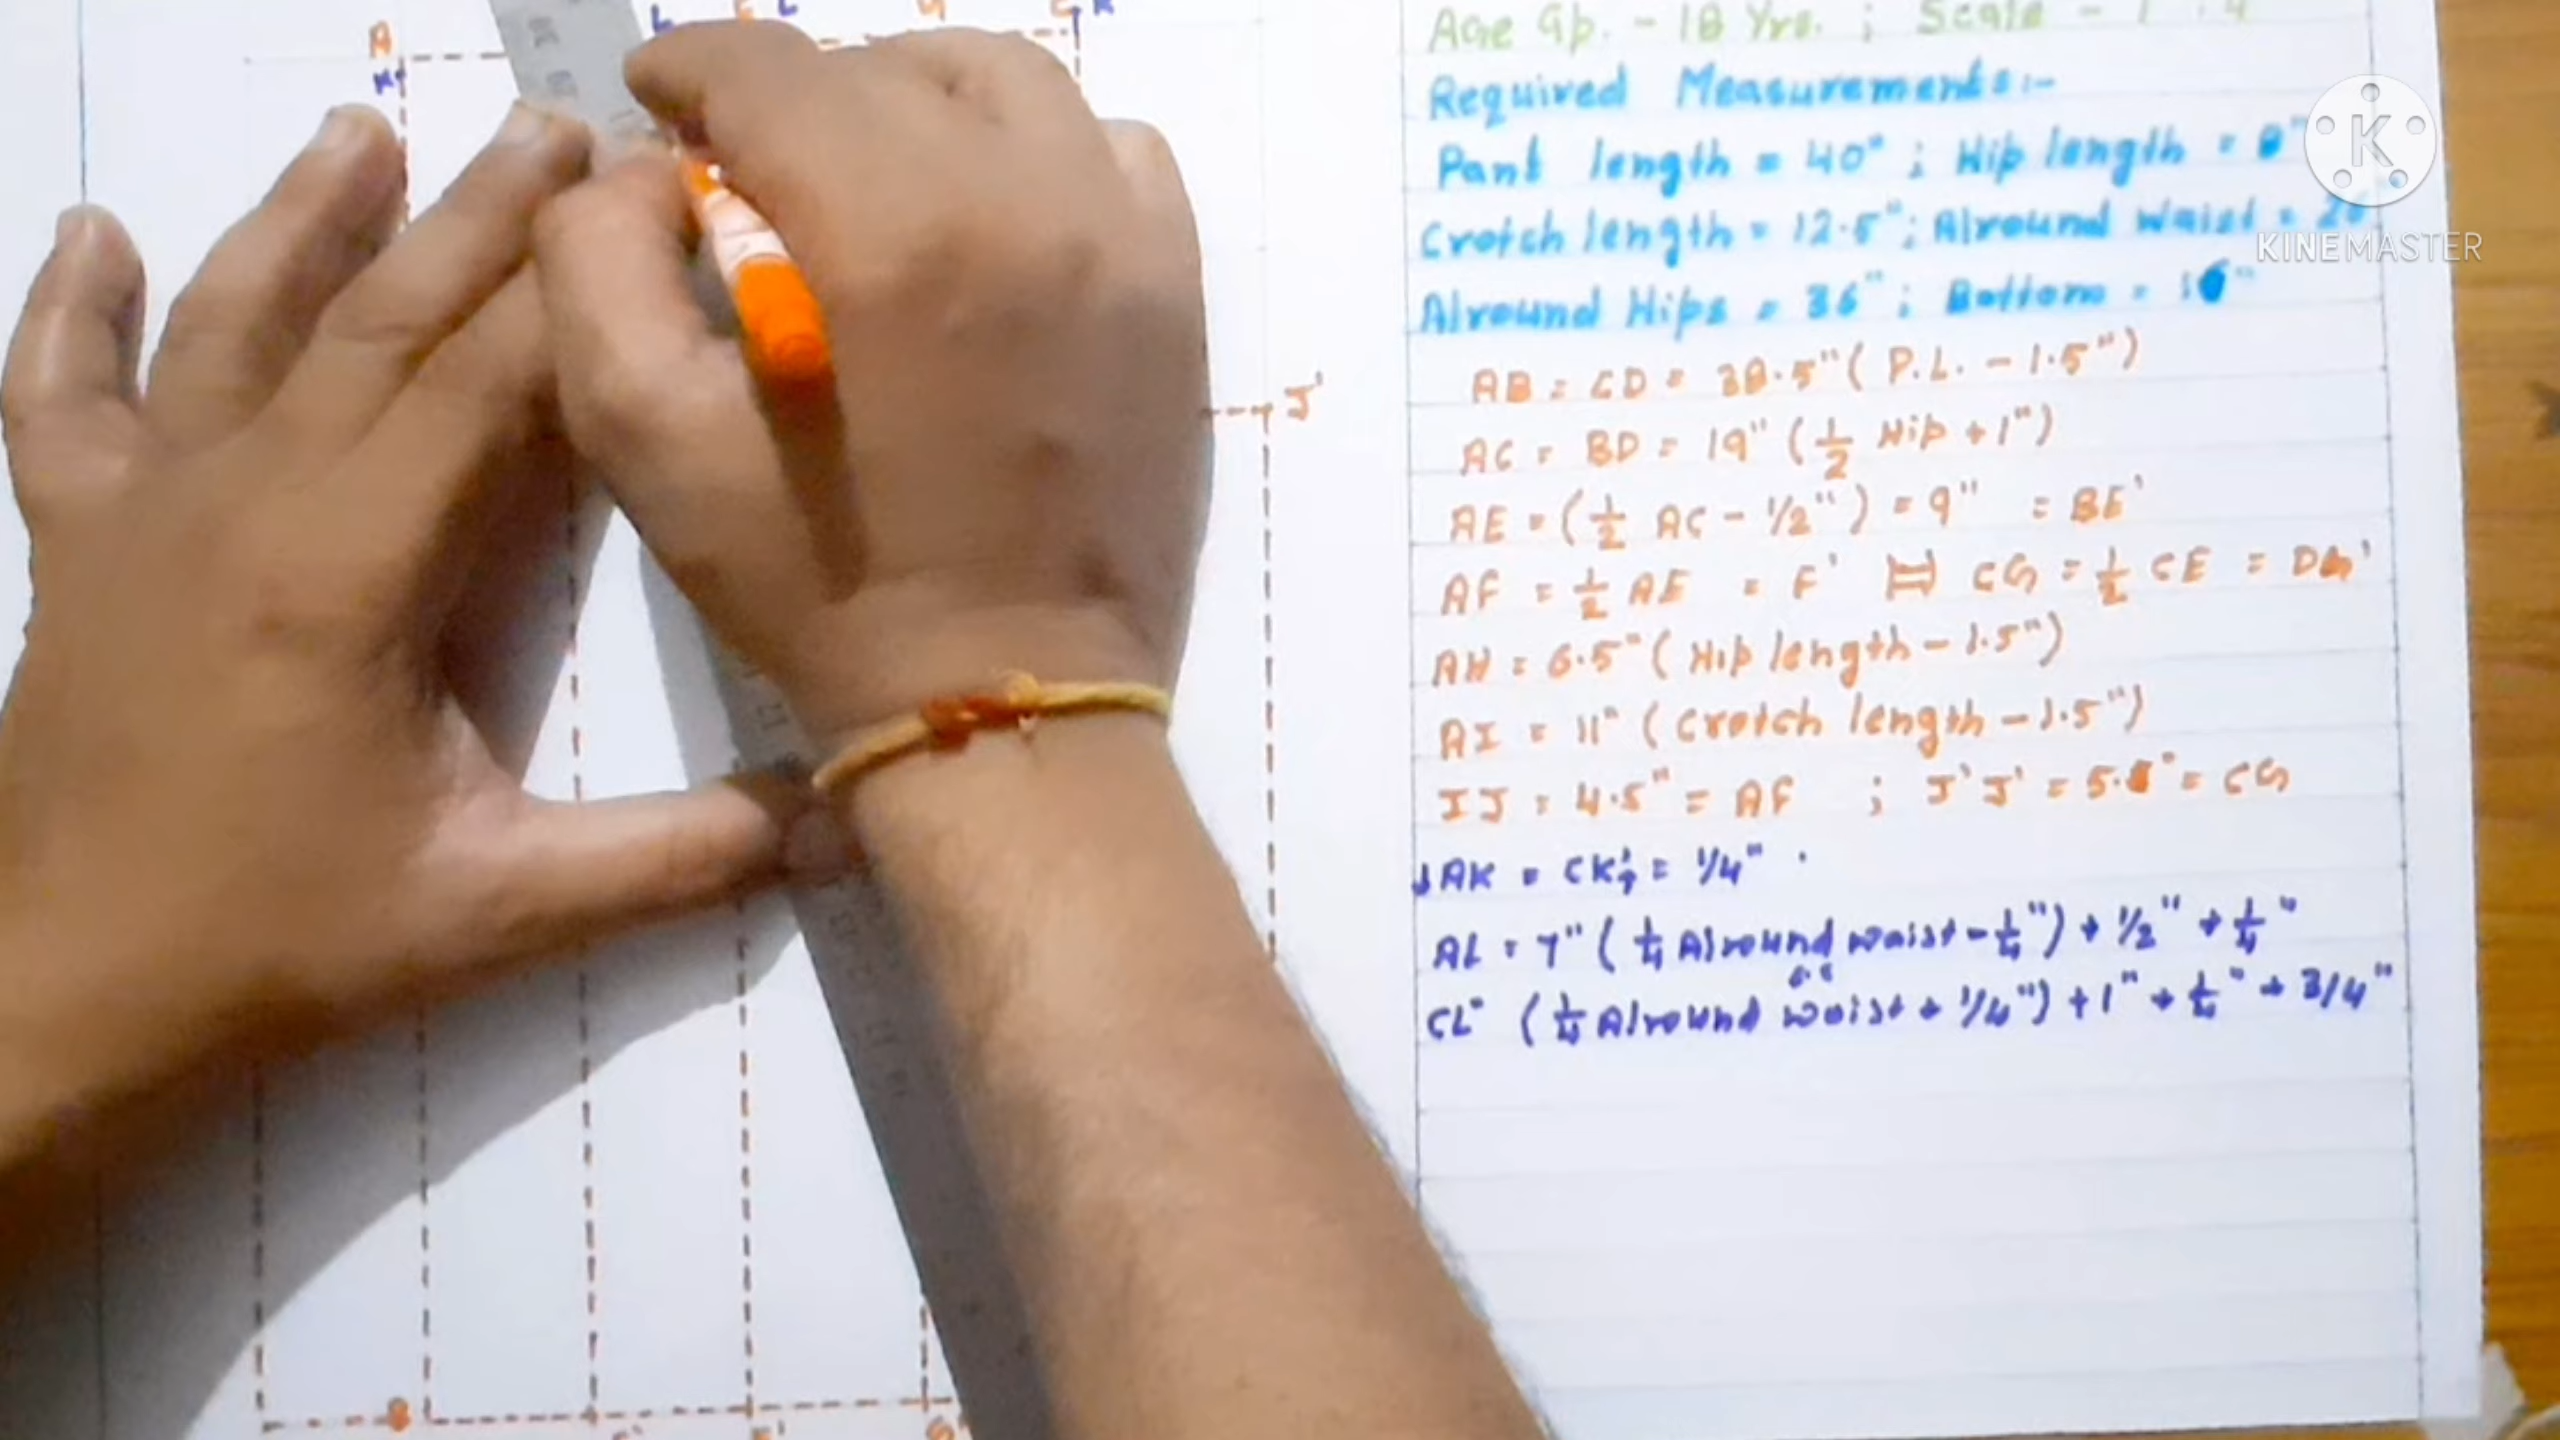 A
K
L
E
L
G
C
K
J'
B
F'
E'
G'
Age gp. - 18 Yrs. ; Scale - 1" : 4"
Required Measurements:-
Pant length = 40" ; Hip length = 8"
Crotch length = 12.5" ; Alround Waist =
Alround Hips = 36" ; Bottom = 16"
AB = CD = 38.5" ( P.L. - 1.5" )
AC = BD = 19" ( 1/2 Hip + 1" )
AE = ( 1/2 AC - 1/2" ) = 9" = BE'
AF = 1/2 AE = F' CG = 1/2 CE = DG'
AH = 6.5" ( Hip length - 1.5" )
AI = 11" ( Crotch length - 1.5" )
IJ = 4.5" = AF ; I'J' = = CG
↓AK = CK' = 1/4"
AL = 7" ( 1/4 Alround waist - 1/4" ) + 1/2" + 1/4"
CL' ( 1/4 Alround waist + 1/4" ) + 1" + 1/4" + 3/4"
K
KINEMASTER